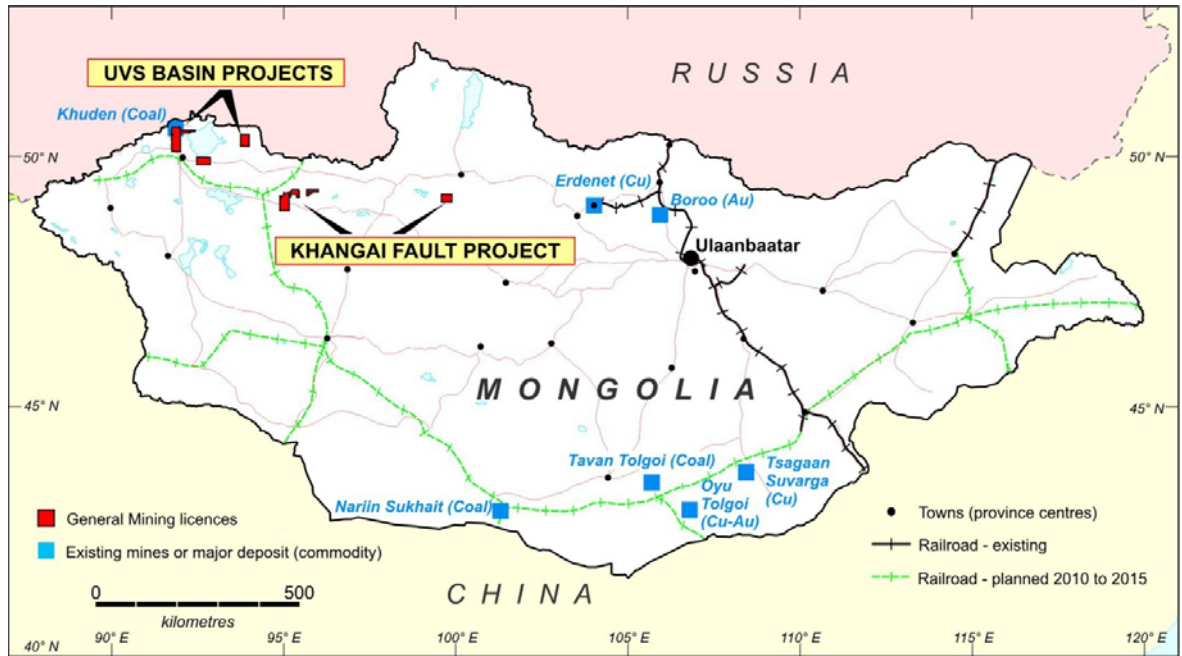 RUSSIA
UVS BASIN PROJECTS
Khuden (Coal)
50° N
50° N
Erdenet (Cu)
Boroo (Au)
KHANGAI FAULT PROJECT
Ulaanbaatar
MONGOLIA
45° N
45° N
Tavan Tolgoi (Coal)
Tsagaan
Suvarga
(Cu)
Oyu
Tolgoi
(Cu-Au)
Nariin Sukhait (Coal)
General Mining licences
Existing mines or major deposit (commodity)
Towns (province centres)
Railroad - existing
Railroad - planned 2010 to 2015
0 500
kilometres
CHINA
40° N
90° E
95° E
100° E
105° E
110° E
115° E
120° E